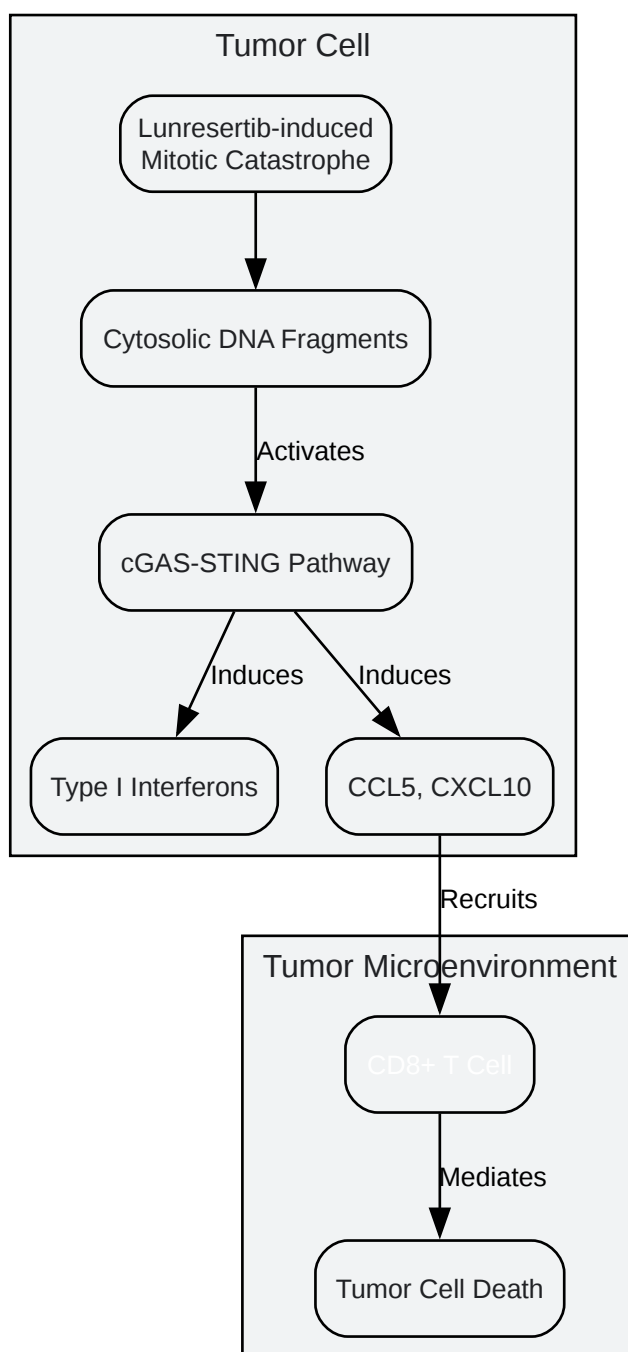 Tumor Cell
Lunresertib-induced
Mitotic Catastrophe
Cytosolic DNA Fragments
Activates
cGAS-STING Pathway
Induces
Induces
Type I Interferons
CCL5, CXCL10
Recruits
Tumor Microenvironment
CD8+ T Cell
Mediates
Tumor Cell Death